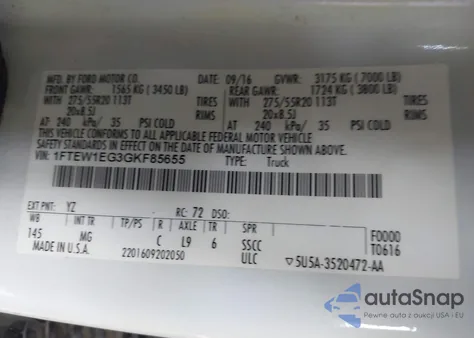 MFD. BY FORD MOTOR CO.
DATE: 09/16 GVWR: 3175 KG ( 7000 LB)
FRONT GAWR: 1565 KG ( 3450 LB) REAR GAWR: 1724 KG ( 3800 LB)
WITH 275/55R20 113T TIRES WITH 275/55R20 113T TIRES
20x8.5J RIMS 20x8.5J RIMS
AT 240 kPa/ 35 PSI COLD AT 240 kPa/ 35 PSI COLD
THIS VEHICLE CONFORMS TO ALL APPLICABLE FEDERAL MOTOR VEHICLE
SAFETY STANDARDS IN EFFECT ON THE DATE OF MANUFACTURE SHOWN ABOVE.
VIN: 1FTEW1EG3GKF85655 TYPE: Truck
EXT PNT: YZ RC: 72 DSO:
WB INT TR TP/PS R AXLE TR SPR F0000
145 MG C L9 6 SSCC T0616
MADE IN U.S.A. 2201609202050 ULC ▽5U5A-3520472-AA
autoSnap
Pewne auto z aukcji USA i EU